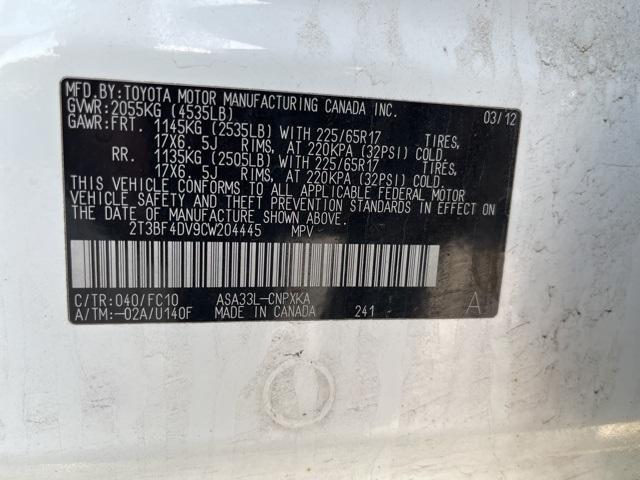 MFD. BY: TOYOTA MOTOR MANUFACTURING CANADA INC.
GVWR: 2055KG (4535LB) 03/12
GAWR: FRT. 1145KG (2535LB) WITH 225/65R17 TIRES,
17X6.5J RIMS, AT 220KPA (32PSI) COLD.
RR. 1135KG (2505LB) WITH 225/65R17 TIRES,
17X6.5J RIMS, AT 220KPA (32PSI) COLD.
THIS VEHICLE CONFORMS TO ALL APPLICABLE FEDERAL MOTOR
VEHICLE SAFETY AND THEFT PREVENTION STANDARDS IN EFFECT ON
THE DATE OF MANUFACTURE SHOWN ABOVE.
2T3BF4DV9CW204445 MPV
C/TR: 040/FC10 ASA33L-CNPXKA
A/TM: -02A/U140F MADE IN CANADA 241 A